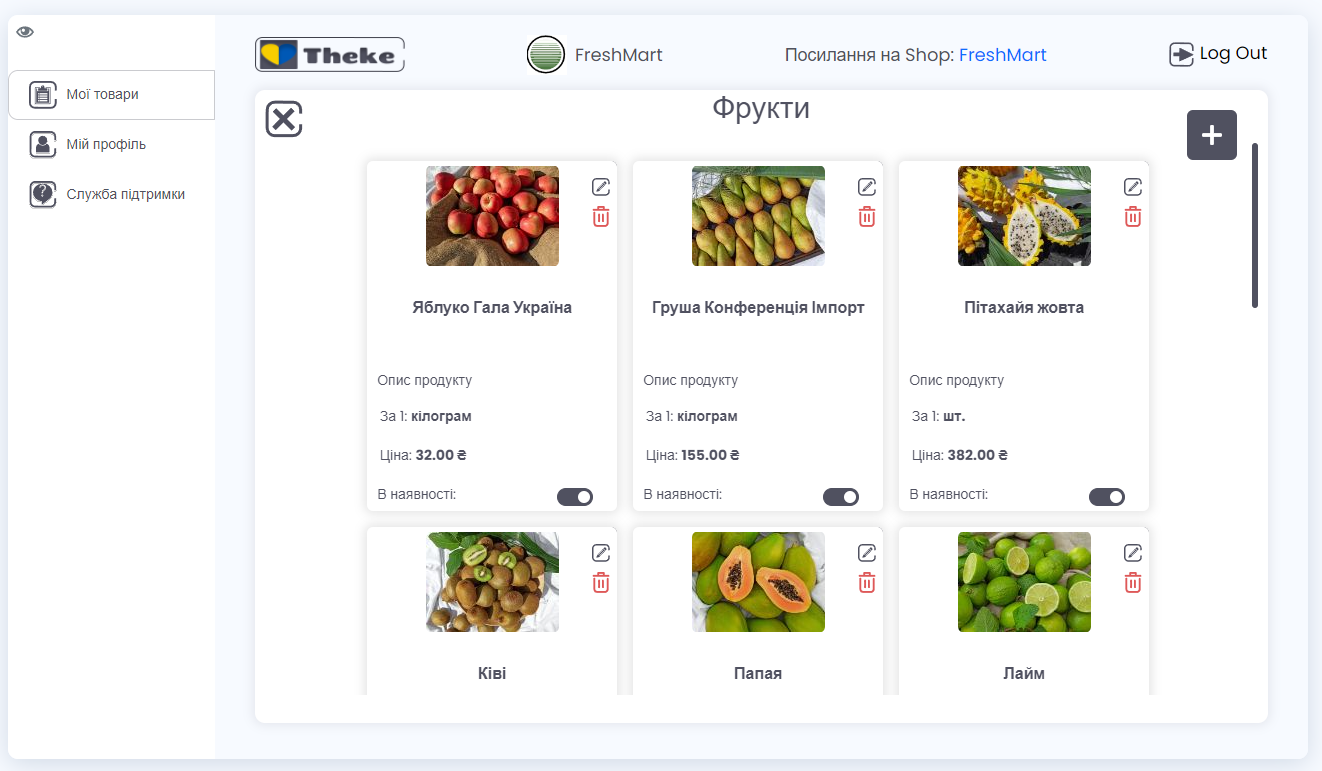 Theke
FreshMart
Посилання на Shop: FreshMart
Log Out
Мої товари
Мій профіль
Служба підтримки
Фрукти
Яблуко Гала Україна
Опис продукту
За 1: кілограм
Ціна: 32.00 ₴
В наявності:
Груша Конференція Імпорт
Опис продукту
За 1: кілограм
Ціна: 155.00 ₴
В наявності:
Пітахайя жовта
Опис продукту
За 1: шт.
Ціна: 382.00 ₴
В наявності:
Ківі
Папая
Лайм